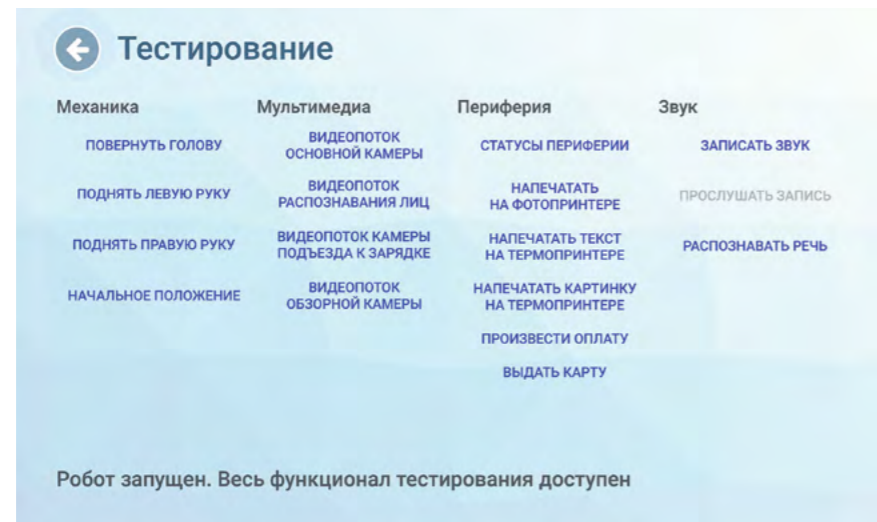 Тестирование
Механика
ПОВЕРНУТЬ ГОЛОВУ
ПОДНЯТЬ ЛЕВУЮ РУКУ
ПОДНЯТЬ ПРАВУЮ РУКУ
НАЧАЛЬНОЕ ПОЛОЖЕНИЕ
Мультимедиа
ВИДЕОПОТОК
ОСНОВНОЙ КАМЕРЫ
ВИДЕОПОТОК
РАСПОЗНАВАНИЯ ЛИЦ
ВИДЕОПОТОК КАМЕРЫ
ПОДЪЕЗДА К ЗАРЯДКЕ
ВИДЕОПОТОК
ОБЗОРНОЙ КАМЕРЫ
Периферия
СТАТУСЫ ПЕРИФЕРИИ
НАПЕЧАТАТЬ
НА ФОТОПРИНТЕРЕ
НАПЕЧАТАТЬ ТЕКСТ
НА ТЕРМОПРИНТЕРЕ
НАПЕЧАТАТЬ КАРТИНКУ
НА ТЕРМОПРИНТЕРЕ
ПРОИЗВЕСТИ ОПЛАТУ
ВЫДАТЬ КАРТУ
Звук
ЗАПИСАТЬ ЗВУК
ПРОСЛУШАТЬ ЗАПИСЬ
РАСПОЗНАВАТЬ РЕЧЬ
Робот запущен. Весь функционал тестирования доступен